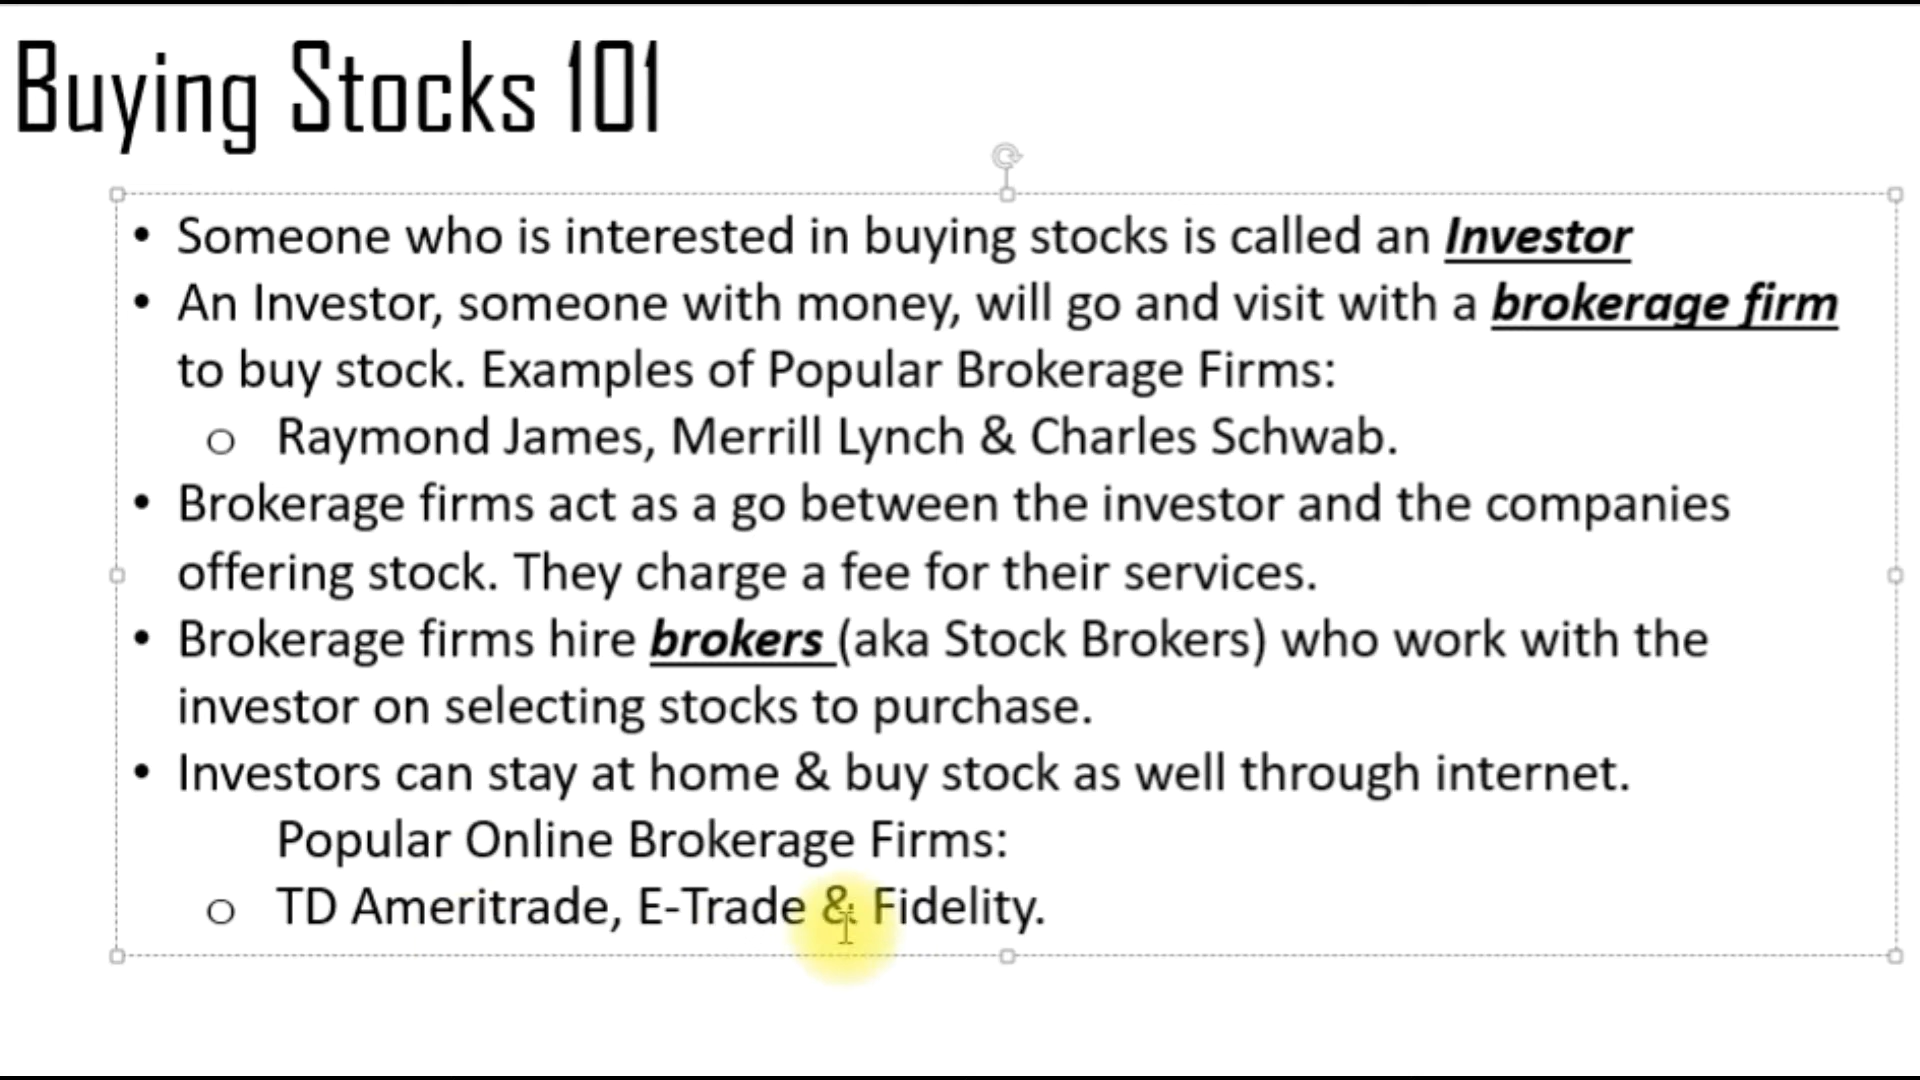 Buying Stocks 101
• Someone who is interested in buying stocks is called an Investor
• An Investor, someone with money, will go and visit with a brokerage firm
to buy stock. Examples of Popular Brokerage Firms:
o Raymond James, Merrill Lynch & Charles Schwab.
• Brokerage firms act as a go between the investor and the companies
offering stock. They charge a fee for their services.
• Brokerage firms hire brokers (aka Stock Brokers) who work with the
investor on selecting stocks to purchase.
• Investors can stay at home & buy stock as well through internet.
Popular Online Brokerage Firms:
o TD Ameritrade, E-Trade & Fidelity.